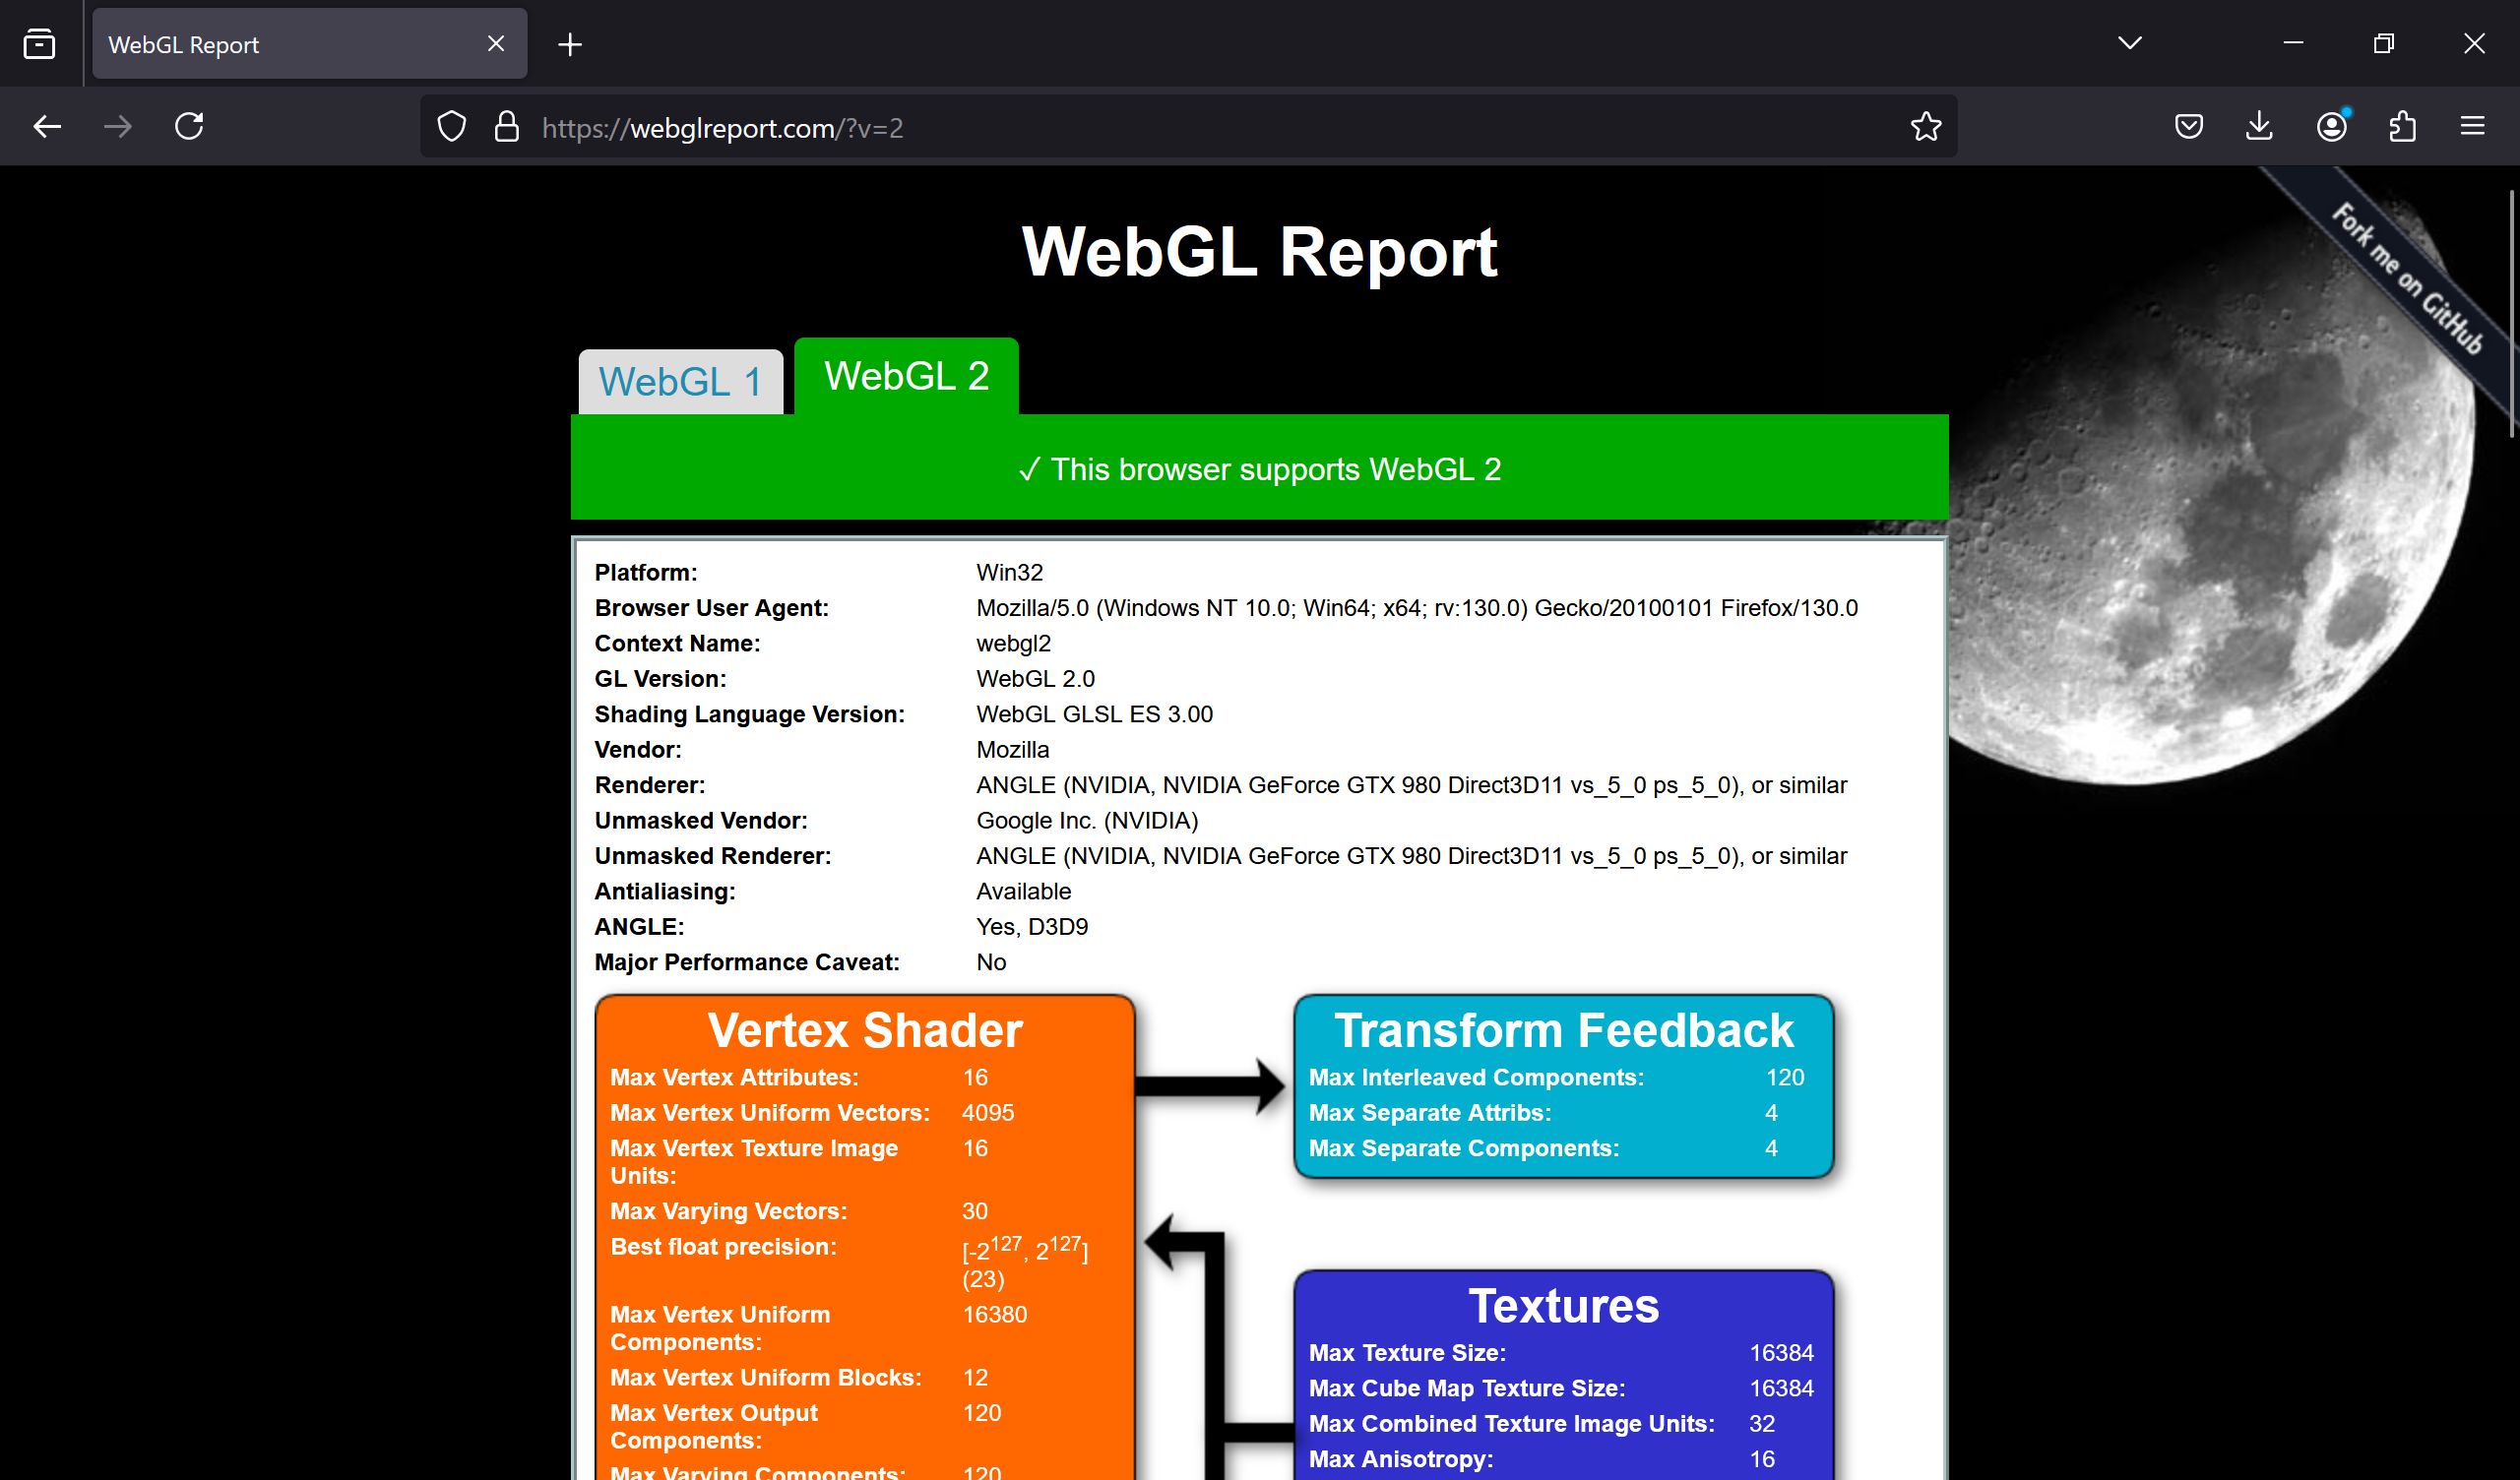 WebGL Report
https://webglreport.com/?v=2
WebGL Report
Fork me on GitHub
WebGL 1
WebGL 2
✓ This browser supports WebGL 2
Platform: Win32
Browser User Agent: Mozilla/5.0 (Windows NT 10.0; Win64; x64; rv:130.0) Gecko/20100101 Firefox/130.0
Context Name: webgl2
GL Version: WebGL 2.0
Shading Language Version: WebGL GLSL ES 3.00
Vendor: Mozilla
Renderer: ANGLE (NVIDIA, NVIDIA GeForce GTX 980 Direct3D11 vs_5_0 ps_5_0), or similar
Unmasked Vendor: Google Inc. (NVIDIA)
Unmasked Renderer: ANGLE (NVIDIA, NVIDIA GeForce GTX 980 Direct3D11 vs_5_0 ps_5_0), or similar
Antialiasing: Available
ANGLE: Yes, D3D9
Major Performance Caveat: No
Vertex Shader
Max Vertex Attributes: 16
Max Vertex Uniform Vectors: 4095
Max Vertex Texture Image 16
Units:
Max Varying Vectors: 30
Best float precision: [-2¹²⁷, 2¹²⁷]
(23)
Max Vertex Uniform 16380
Components:
Max Vertex Uniform Blocks: 12
Max Vertex Output 120
Components:
Max Varying Components: 120
Transform Feedback
Max Interleaved Components: 120
Max Separate Attribs: 4
Max Separate Components: 4
Textures
Max Texture Size: 16384
Max Cube Map Texture Size: 16384
Max Combined Texture Image Units: 32
Max Anisotropy: 16